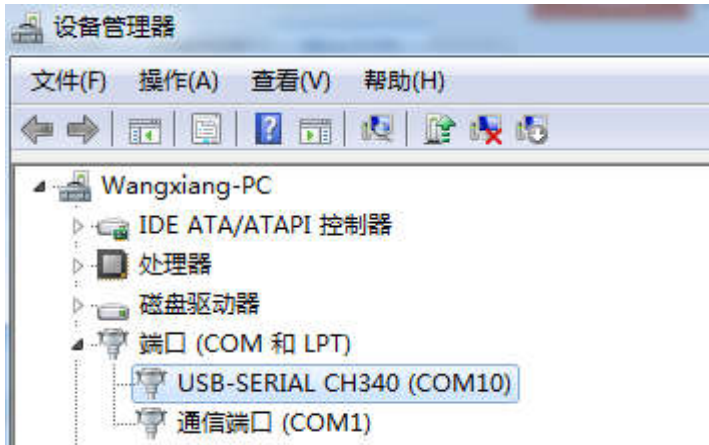 设备管理器
文件(F) 操作(A) 查看(V) 帮助(H)
Wangxiang-PC
IDE ATA/ATAPI 控制器
处理器
磁盘驱动器
端口 (COM 和 LPT)
USB-SERIAL CH340 (COM10)
通信端口 (COM1)